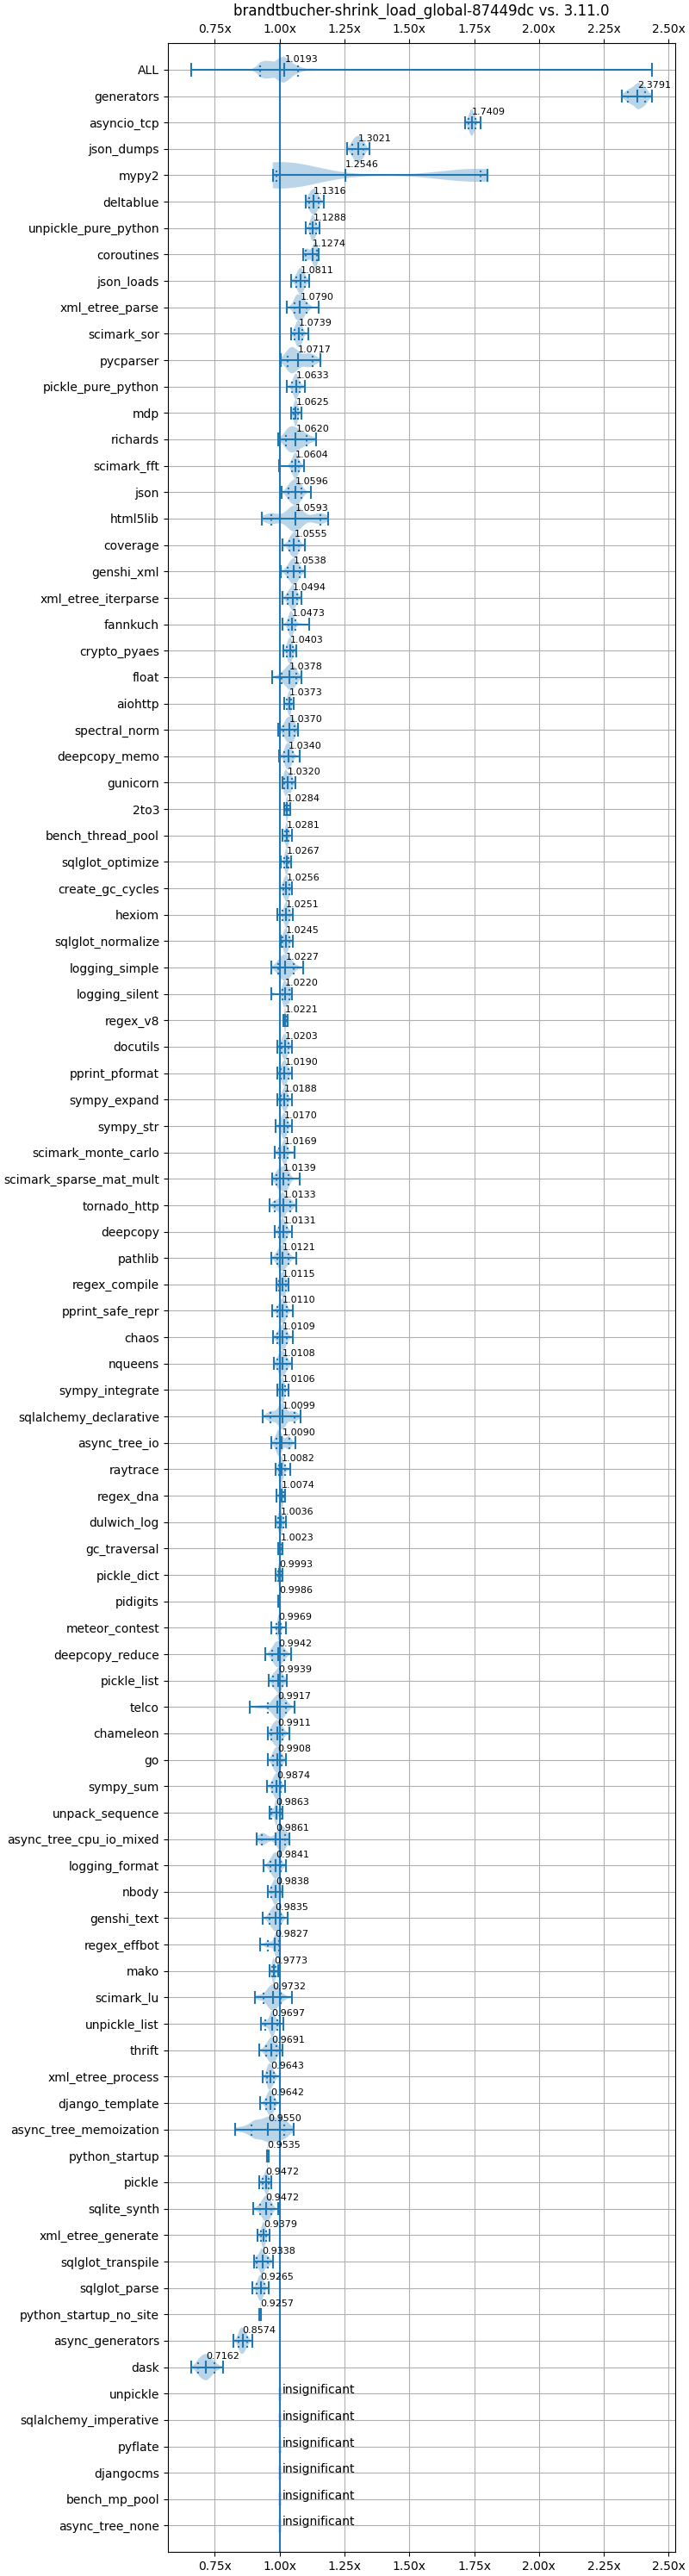 brandtbucher-shrink_load_global-87449dc vs. 3.11.0
0.75x 1.00x 1.25x 1.50x 1.75x 2.00x 2.25x 2.50x
ALL 1.0193
generators 2.3791
asyncio_tcp 1.7409
json_dumps 1.3021
mypy2 1.2546
deltablue 1.1316
unpickle_pure_python 1.1288
coroutines 1.1274
json_loads 1.0811
xml_etree_parse 1.0790
scimark_sor 1.0739
pycparser 1.0717
pickle_pure_python 1.0633
mdp 1.0625
richards 1.0620
scimark_fft 1.0604
json 1.0596
html5lib 1.0593
coverage 1.0555
genshi_xml 1.0538
xml_etree_iterparse 1.0494
fannkuch 1.0473
crypto_pyaes 1.0403
float 1.0378
aiohttp 1.0373
spectral_norm 1.0370
deepcopy_memo 1.0340
gunicorn 1.0320
2to3 1.0284
bench_thread_pool 1.0281
sqlglot_optimize 1.0267
create_gc_cycles 1.0256
hexiom 1.0251
sqlglot_normalize 1.0245
logging_simple 1.0227
logging_silent 1.0220
regex_v8 1.0221
docutils 1.0203
pprint_pformat 1.0190
sympy_expand 1.0188
sympy_str 1.0170
scimark_monte_carlo 1.0169
scimark_sparse_mat_mult 1.0139
tornado_http 1.0133
deepcopy 1.0131
pathlib 1.0121
regex_compile 1.0115
pprint_safe_repr 1.0110
chaos 1.0109
nqueens 1.0108
sympy_integrate 1.0106
sqlalchemy_declarative 1.0099
async_tree_io 1.0090
raytrace 1.0082
regex_dna 1.0074
dulwich_log 1.0036
gc_traversal 1.0023
pickle_dict 0.9993
pidigits 0.9986
meteor_contest 0.9969
deepcopy_reduce 0.9942
pickle_list 0.9939
telco 0.9917
chameleon 0.9911
go 0.9908
sympy_sum 0.9874
unpack_sequence 0.9863
async_tree_cpu_io_mixed 0.9861
logging_format 0.9841
nbody 0.9838
genshi_text 0.9835
regex_effbot 0.9827
mako 0.9773
scimark_lu 0.9732
unpickle_list 0.9697
thrift 0.9691
xml_etree_process 0.9643
django_template 0.9642
async_tree_memoization 0.9550
python_startup 0.9535
pickle 0.9472
sqlite_synth 0.9472
xml_etree_generate 0.9379
sqlglot_transpile 0.9338
sqlglot_parse 0.9265
python_startup_no_site 0.9257
async_generators 0.8574
dask 0.7162
unpickle insignificant
sqlalchemy_imperative insignificant
pyflate insignificant
djangocms insignificant
bench_mp_pool insignificant
async_tree_none insignificant
0.75x 1.00x 1.25x 1.50x 1.75x 2.00x 2.25x 2.50x